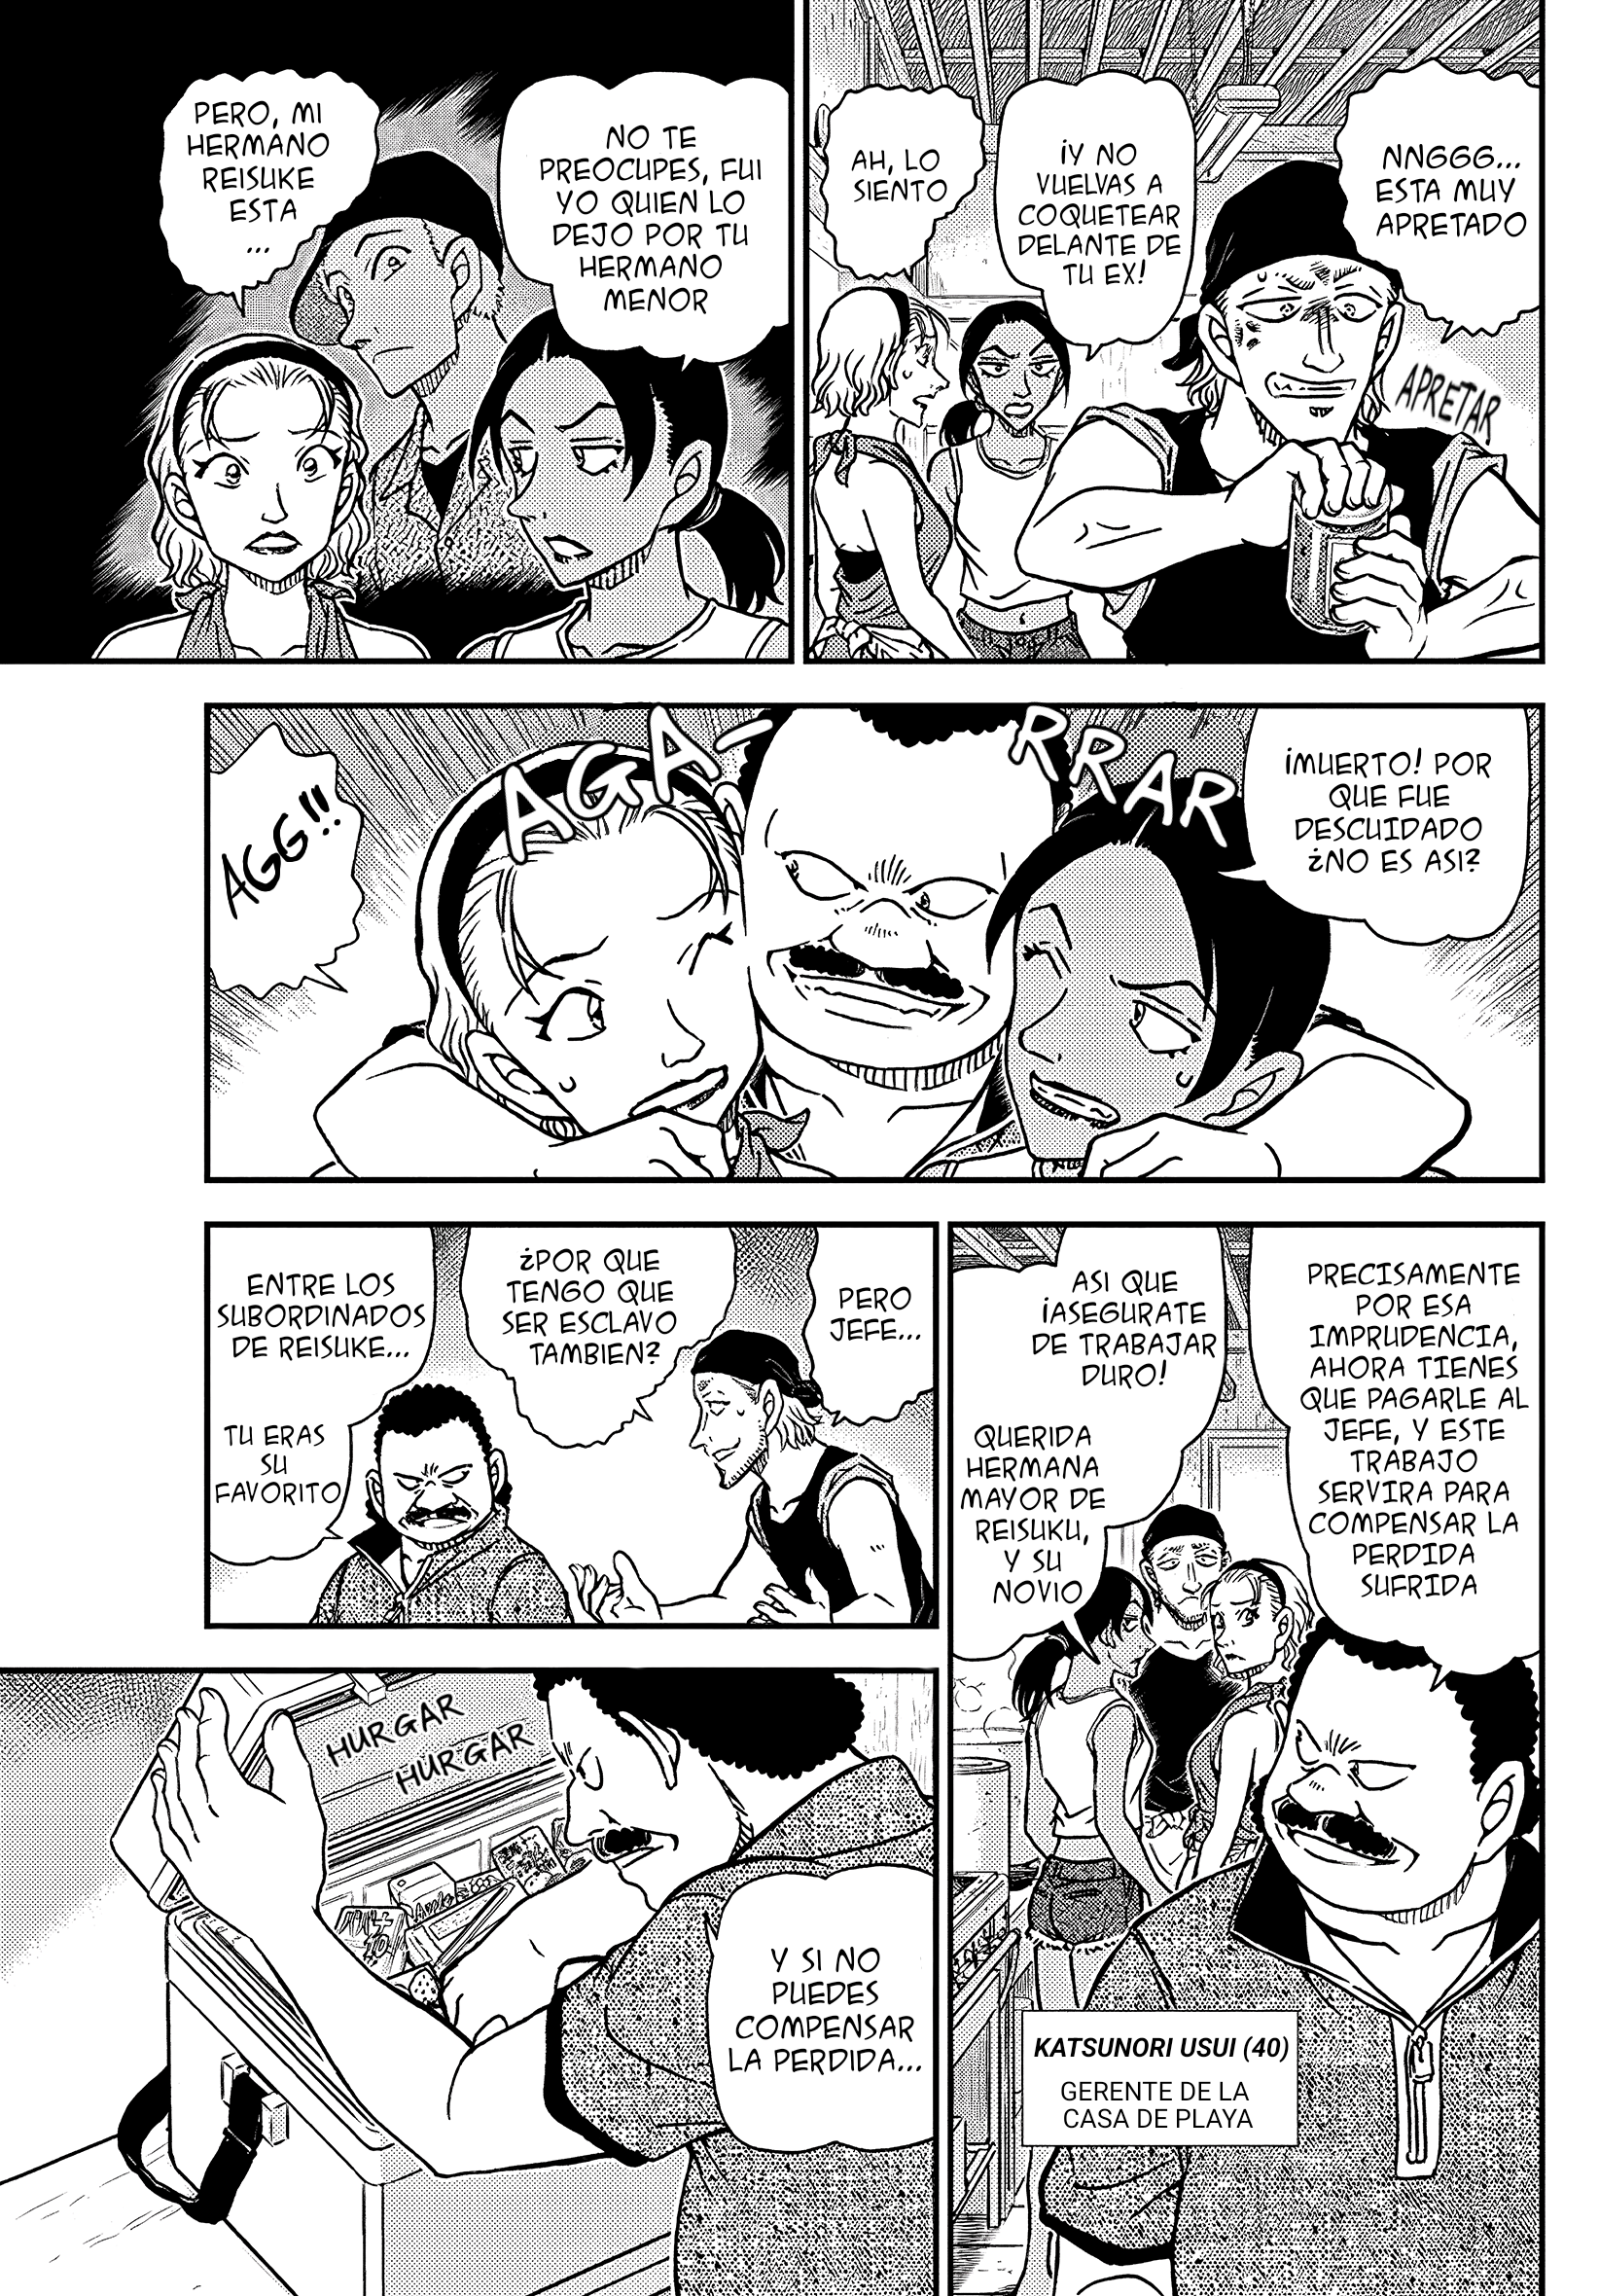 NNGGG...
ESTA MUY
APRETADO
APRETAR
¡Y NO
VUELVAS A
COQUETEAR
DELANTE DE
TU EX!
AH, LO
SIENTO
NO TE
PREOCUPES, FUI
YO QUIEN LO
DEJO POR TU
HERMANO
MENOR
PERO, MI
HERMANO
REISUKE
ESTA
...
¡MUERTO! POR
QUE FUE
DESCUIDADO
¿NO ES ASI?
AGA-
RRAR
AGG!!
PRECISAMENTE
POR ESA
IMPRUDENCIA,
AHORA TIENES
QUE PAGARLE AL
JEFE, Y ESTE
TRABAJO
SERVIRA PARA
COMPENSAR LA
PERDIDA
SUFRIDA
ASI QUE
¡ASEGURATE
DE TRABAJAR
DURO!
QUERIDA
HERMANA
MAYOR DE
REISUKU,
Y SU
NOVIO
KATSUNORI USUI (40)
GERENTE DE LA
CASA DE PLAYA
PERO
JEFE...
¿POR QUE
TENGO QUE
SER ESCLAVO
TAMBIEN?
ENTRE LOS
SUBORDINADOS
DE REISUKE...
TU ERAS
SU
FAVORITO
HURGAR
HURGAR
Y SI NO
PUEDES
COMPENSAR
LA PERDIDA...